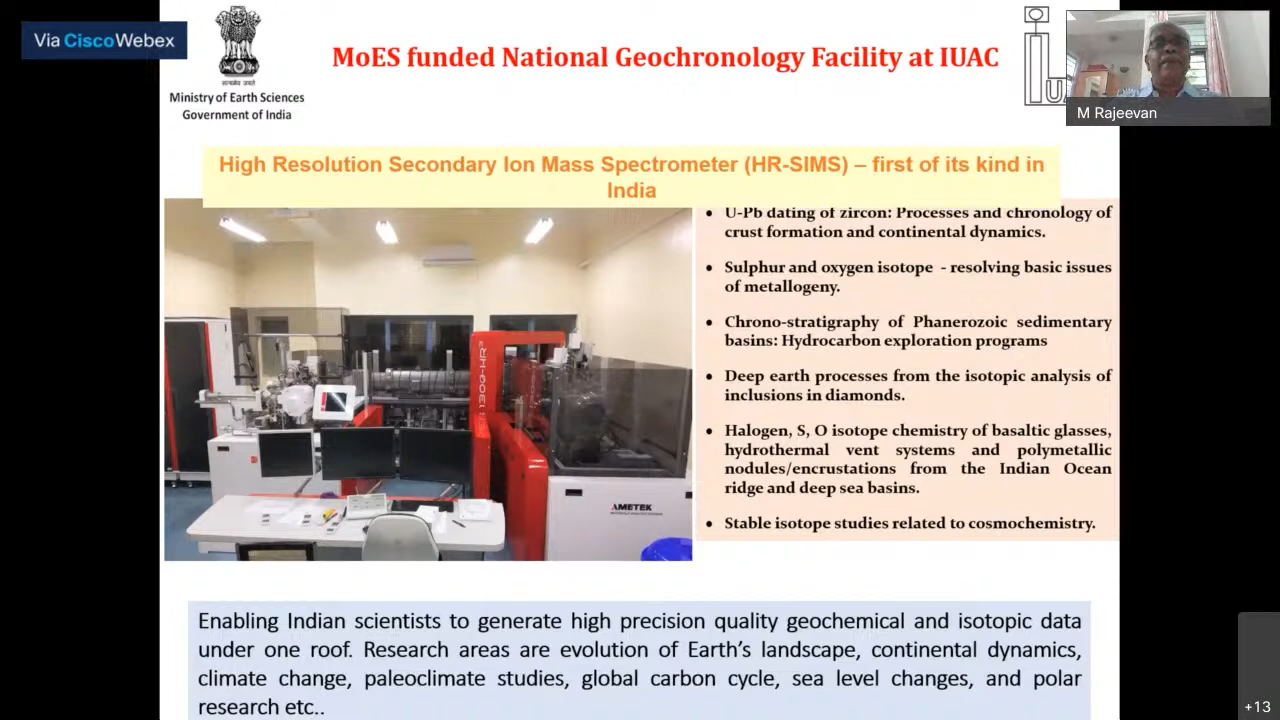 Via Cisco Webex
सत्यमेव जयते
Ministry of Earth Sciences
Government of India
MoES funded National Geochronology Facility at IUAC
M Rajeevan
High Resolution Secondary Ion Mass Spectrometer (HR-SIMS) – first of its kind in
India
• U-Pb dating of zircon: Processes and chronology of
crust formation and continental dynamics.
• Sulphur and oxygen isotope - resolving basic issues
of metallogeny.
• Chrono-stratigraphy of Phanerozoic sedimentary
basins: Hydrocarbon exploration programs
• Deep earth processes from the isotopic analysis of
inclusions in diamonds.
• Halogen, S, O isotope chemistry of basaltic glasses,
hydrothermal vent systems and polymetallic
nodules/encrustations from the Indian Ocean
ridge and deep sea basins.
• Stable isotope studies related to cosmochemistry.
1300-HR³
AMETEK
Enabling Indian scientists to generate high precision quality geochemical and isotopic data
under one roof. Research areas are evolution of Earth's landscape, continental dynamics,
climate change, paleoclimate studies, global carbon cycle, sea level changes, and polar
research etc..
+13